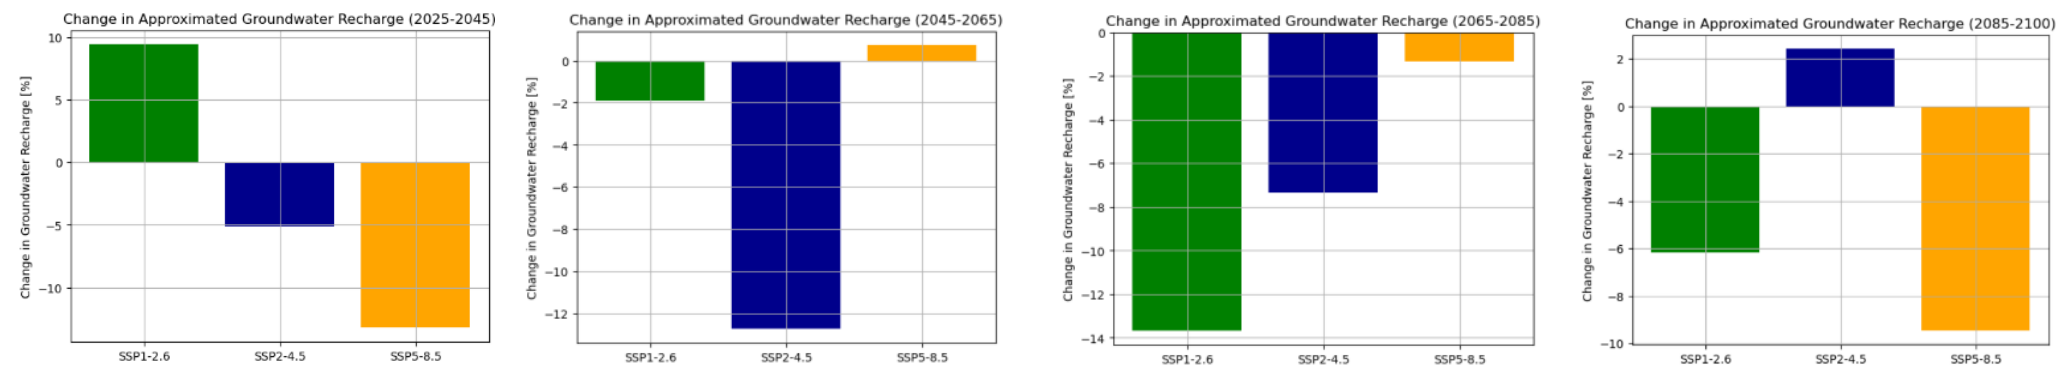 Change in Approximated Groundwater Recharge (2025-2045)
Change in Groundwater Recharge [%]
10
5
0
−5
−10
SSP1-2.6
SSP2-4.5
SSP5-8.5
Change in Approximated Groundwater Recharge (2045-2065)
Change in Groundwater Recharge [%]
0
−2
−4
−6
−8
−10
−12
SSP1-2.6
SSP2-4.5
SSP5-8.5
Change in Approximated Groundwater Recharge (2065-2085)
Change in Groundwater Recharge [%]
0
−2
−4
−6
−8
−10
−12
−14
SSP1-2.6
SSP2-4.5
SSP5-8.5
Change in Approximated Groundwater Recharge (2085-2100)
Change in Groundwater Recharge [%]
2
0
−2
−4
−6
−8
−10
SSP1-2.6
SSP2-4.5
SSP5-8.5